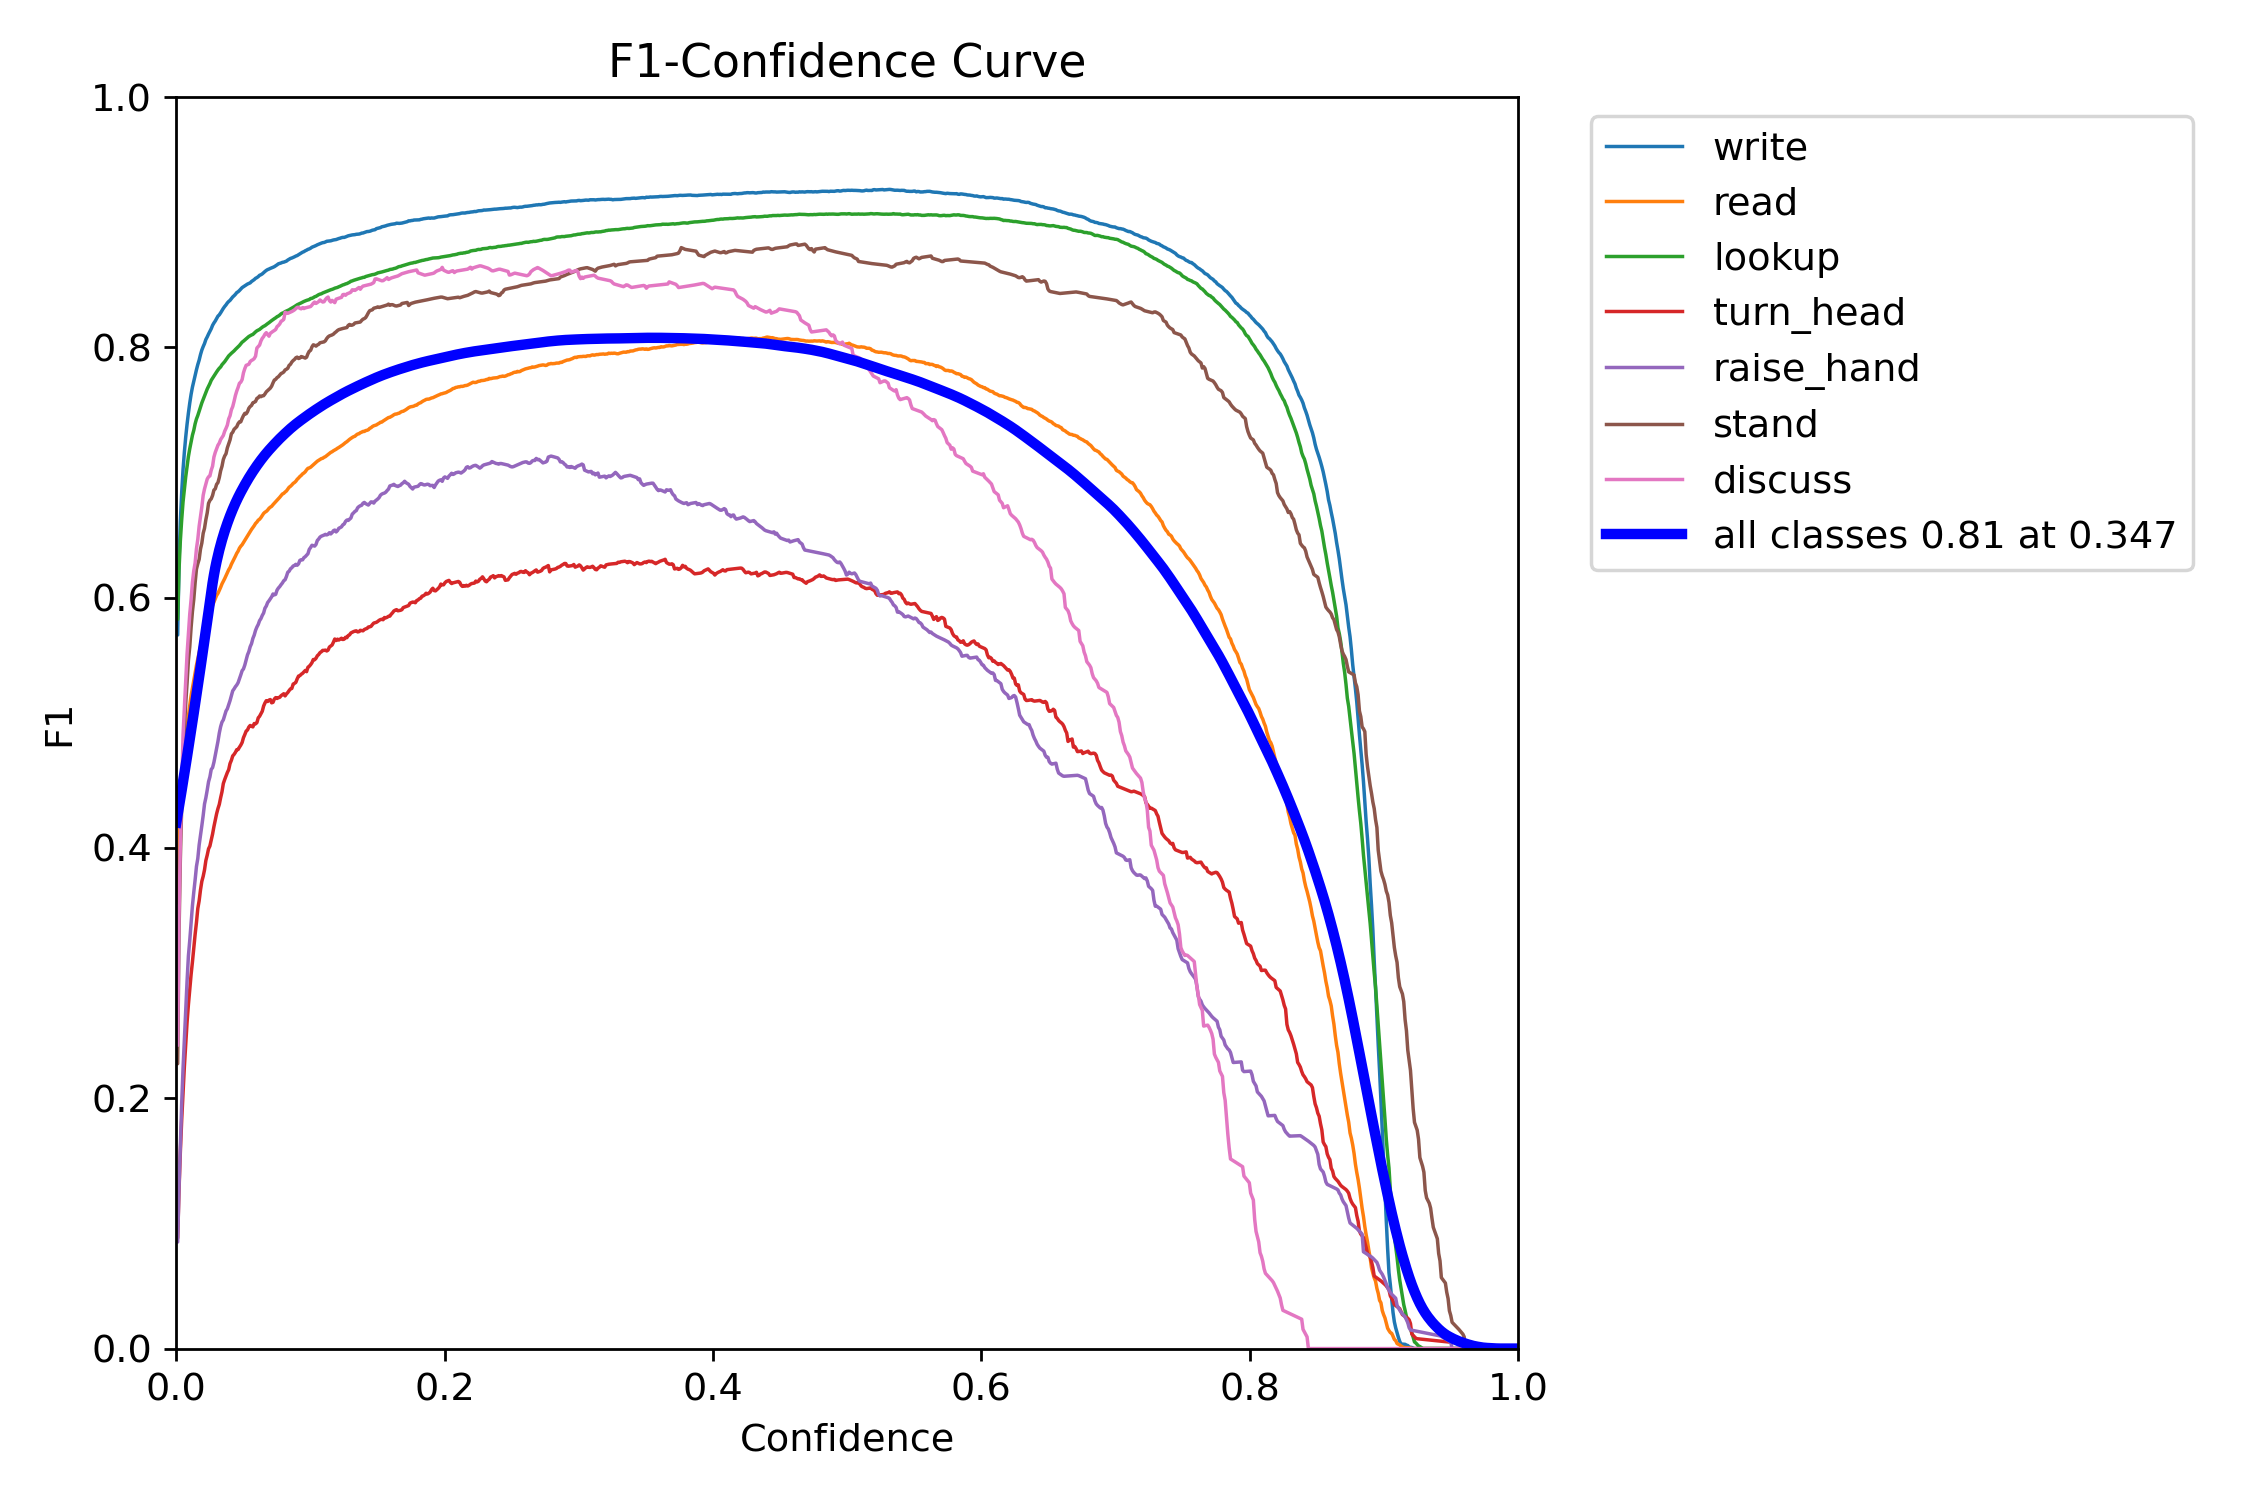 F1-Confidence Curve
1.0
0.8
0.6
0.4
0.2
0.0
F1
0.0 0.2 0.4 0.6 0.8 1.0
Confidence
write
read
lookup
turn_head
raise_hand
stand
discuss
all classes 0.81 at 0.347